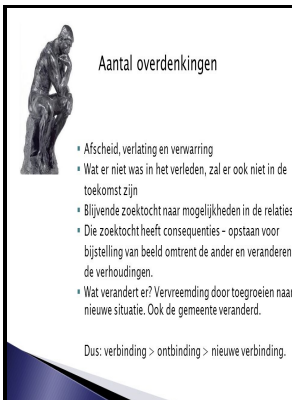 Aantal overdenkingen
▪ Afscheid, verlating en verwarring
▪ Wat er niet was in het verleden, zal er ook niet in de
toekomst zijn
▪ Blijvende zoektocht naar mogelijkheden in de relaties
▪ Die zoektocht heeft consequenties – opstaan voor
bijstelling van beeld omtrent de ander en veranderen
de verhoudingen.
▪ Wat verandert er? Vervreemding door toegroeien naar
nieuwe situatie. Ook de gemeente veranderd.
Dus: verbinding > ontbinding > nieuwe verbinding.